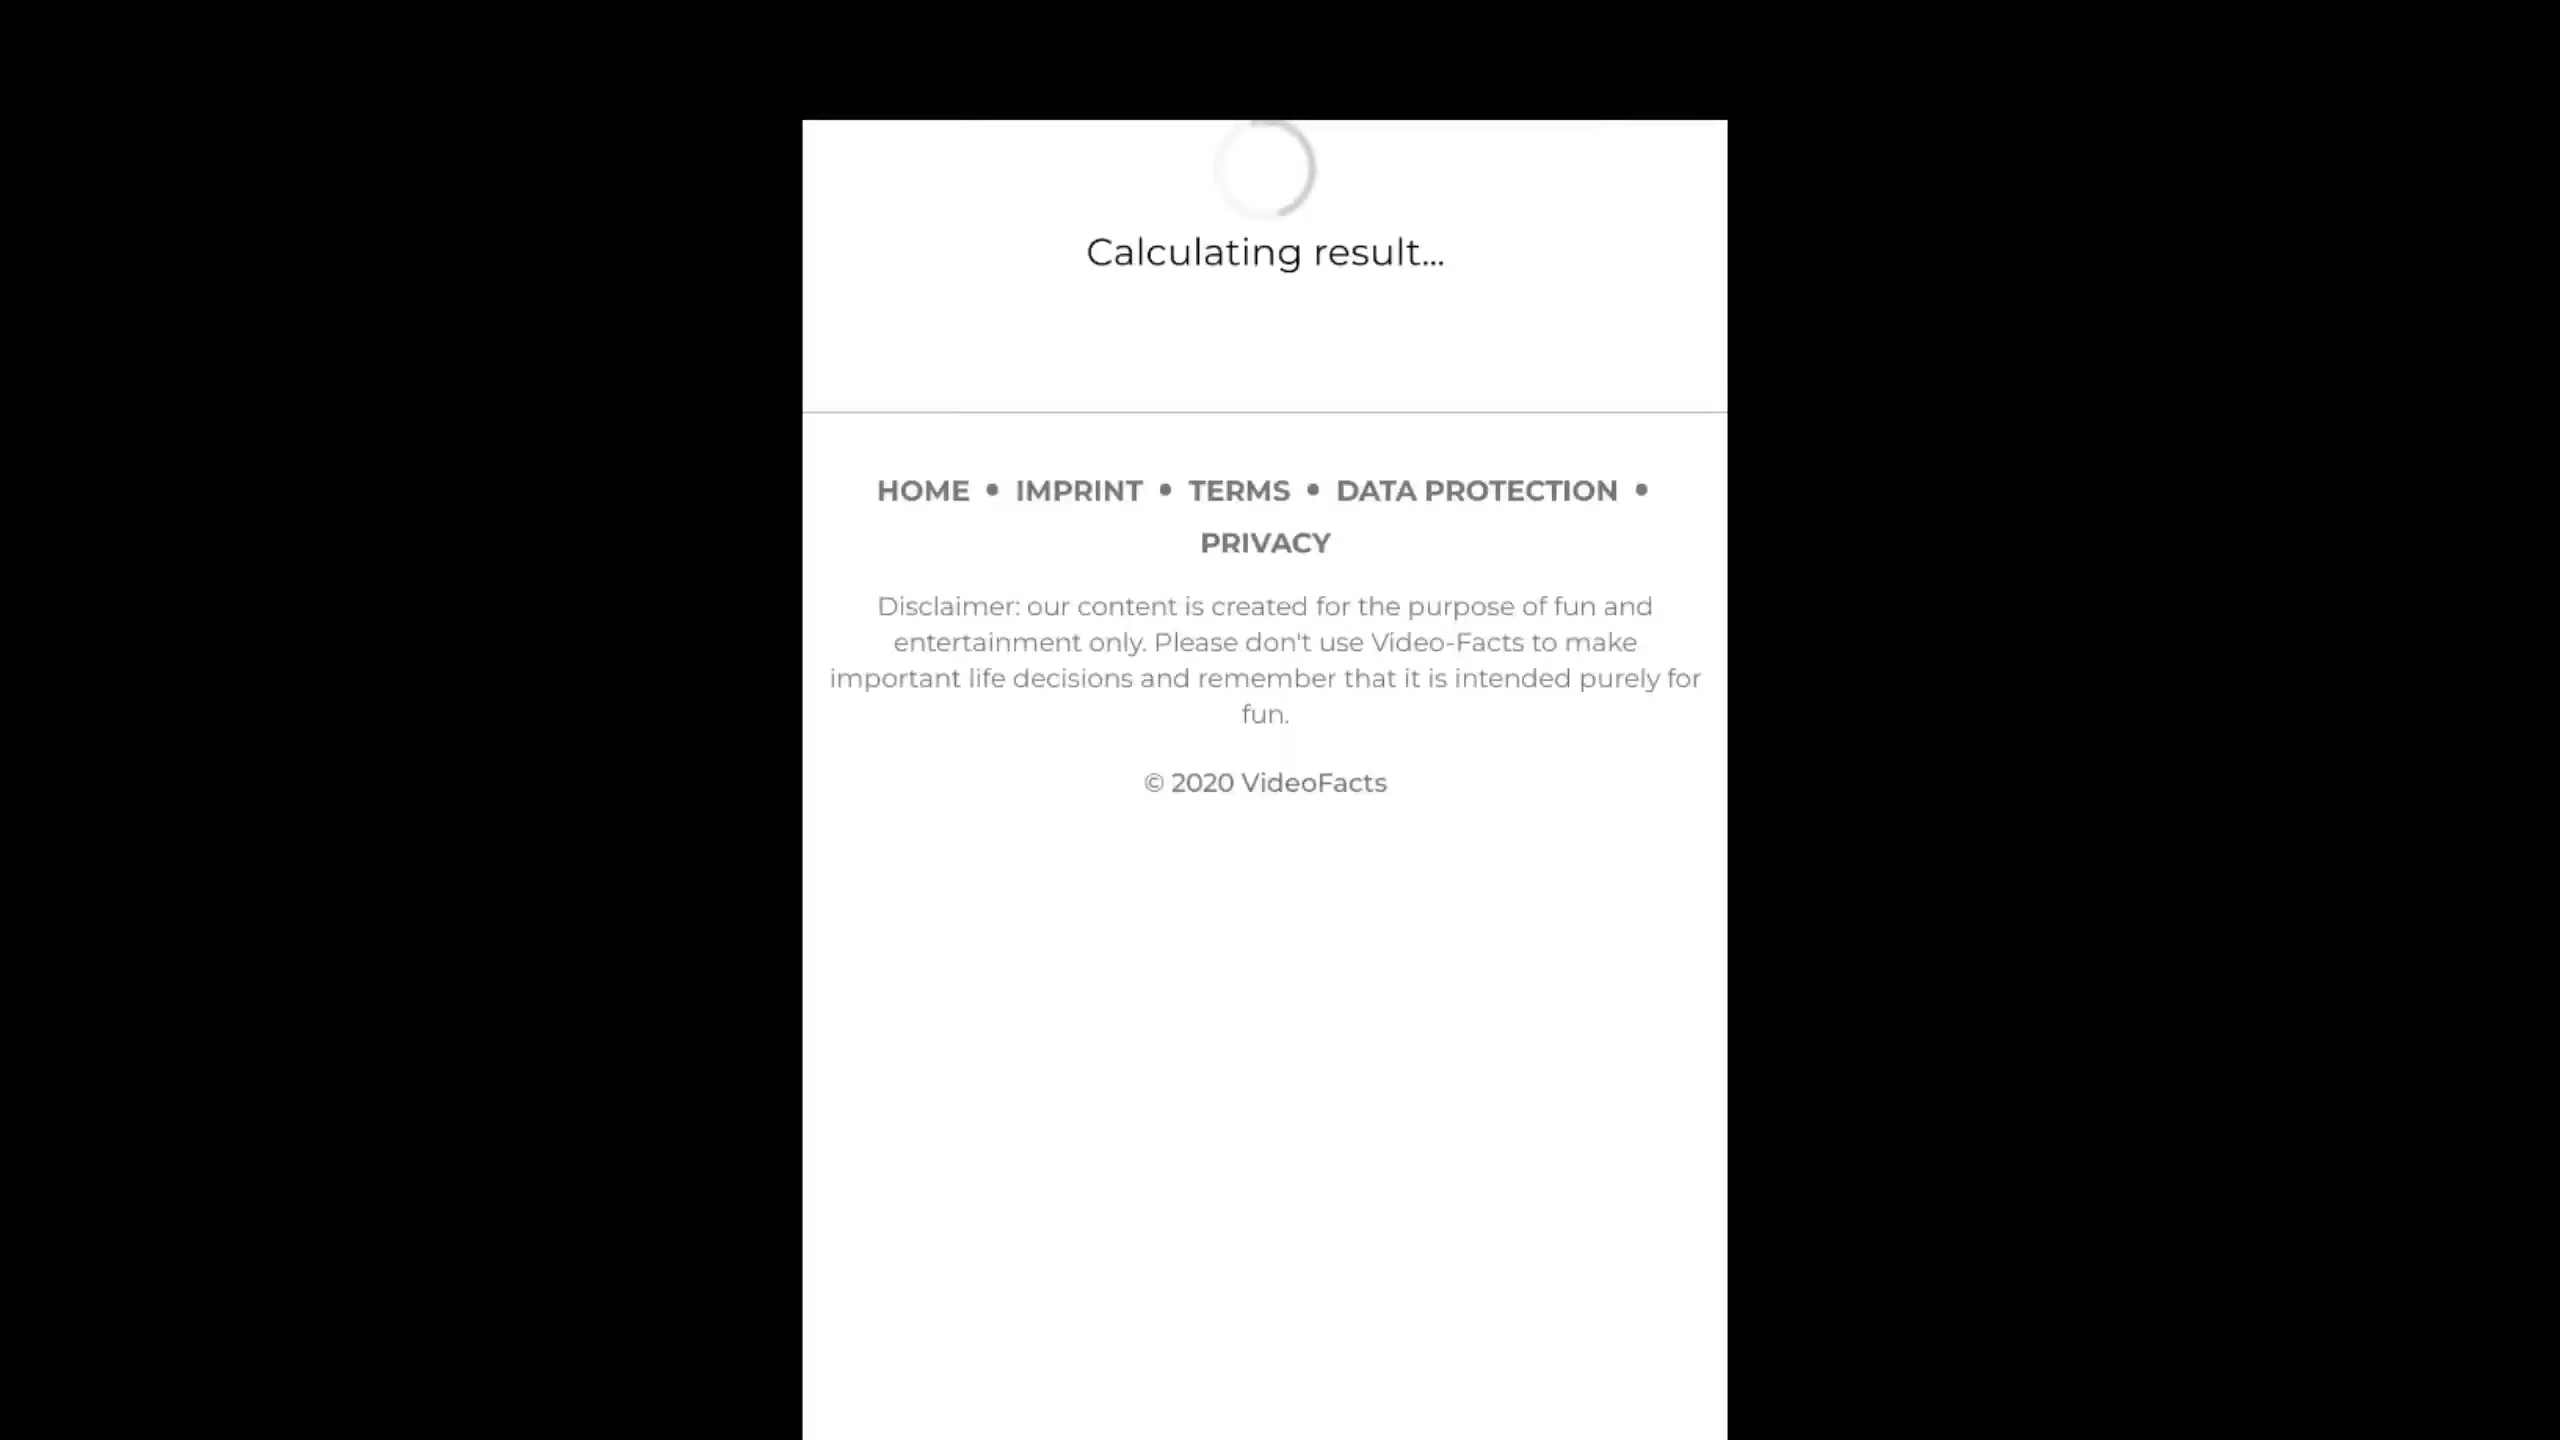 Calculating result...
HOME • IMPRINT • TERMS • DATA PROTECTION •
PRIVACY
Disclaimer: our content is created for the purpose of fun and
entertainment only. Please don't use Video-Facts to make
important life decisions and remember that it is intended purely for
fun.
© 2020 VideoFacts